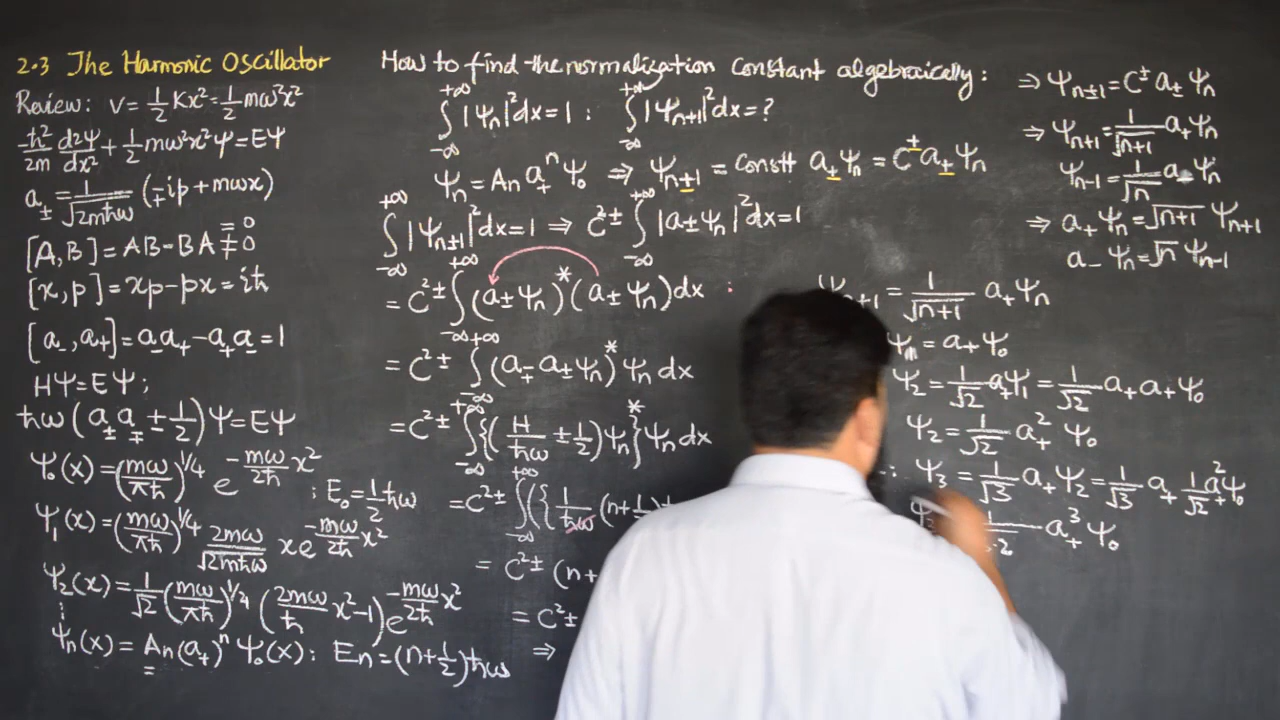 2.3 The Harmonic Oscillator
Review: V = 1/2 Kx² = 1/2 mω²x²
-ħ²/2m d²Ψ/dx² + 1/2 mω²x²Ψ = EΨ
a± = 1/√2mħω (∓ip + mωx)
= 0
[A,B] = AB - BA ≠ 0
[x,p] = xp - px = iħ
[a₋,a₊] = a₋a₊ - a₊a₋ = 1
HΨ = EΨ;
ħω(a±a∓ ± 1/2)Ψ = EΨ
Ψ₀(x) = (mω/πħ)^1/4 e^-mω/2ħ x² ; E₀ = 1/2 ħω
Ψ₁(x) = (mω/πħ)^1/4 2mω/√2mħω x e^-mω/2ħ x²
Ψ₂(x) = 1/√2 (mω/πħ)^1/4 (2mω/ħ x² - 1) e^-mω/2ħ x²
⋮
Ψn(x) = An(a₊)ⁿ Ψ₀(x) : En = (n + 1/2)ħω
How to find the normalization Constant algebraically:
∫₋∞^+∞ |Ψn|²dx = 1 : ∫₋∞^+∞ |Ψn+1|²dx = ?
Ψn = An a₊ⁿ Ψ₀ ⇒ Ψn±1 = Constt a±Ψn = C± a± Ψn
∫₋∞^+∞ |Ψn±1|²dx = 1 ⇒ C²± ∫₋∞^+∞ |a± Ψn|²dx = 1
= C²± ∫₋∞^+∞ (a± Ψn)* (a± Ψn)dx :
= C²± ∫₋∞^+∞ (a∓ a± Ψn)* Ψn dx
= C²± ∫₋∞^+∞ {(H/ħω ± 1/2)Ψn}* Ψn dx
= C²± ∫₋∞^+∞ ({1/ħω (n + 1/2)
= C²± (n+
= C²±
⇒
⇒ Ψn±1 = C± a± Ψn
⇒ Ψn+1 = 1/√n+1 a₊Ψn
Ψn-1 = 1/√n a₋ Ψn
⇒ a₊ Ψn = √n+1 Ψn+1
a₋ Ψn = √n Ψn-1
Ψn+1 = 1/√n+1 a₊Ψn
= a₊ Ψ₀
Ψ₂ = 1/√2 a₊Ψ₁ = 1/√2 a₊ a₊ Ψ₀
Ψ₂ = 1/√2 a₊² Ψ₀
: Ψ₃ = 1/√3 a₊ Ψ₂ = 1/√3 a₊ 1/√2 a₊² Ψ₀
a₊³ Ψ₀